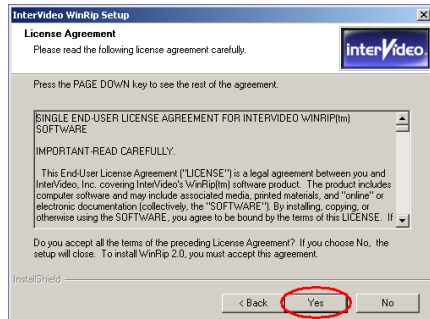 InterVideo WinRip Setup
License Agreement
Please read the following license agreement carefully.
interVideo.
Press the PAGE DOWN key to see the rest of the agreement.
SINGLE END-USER LICENSE AGREEMENT FOR INTERVIDEO WINRIP(tm)
SOFTWARE
IMPORTANT-READ CAREFULLY.
This End-User License Agreement ("LICENSE") is a legal agreement between you and
InterVideo, Inc. covering InterVideo's WinRip(tm) software product. The product includes
computer software and may include associated media, printed materials, and "online" or
electronic documentation (collectively, the "SOFTWARE"). By installing, copying, or
otherwise using the SOFTWARE, you agree to be bound by the terms of this LICENSE. If
Do you accept all the terms of the preceding License Agreement? If you choose No, the
setup will close. To install WinRip 2.0, you must accept this agreement.
InstallShield
< Back Yes No